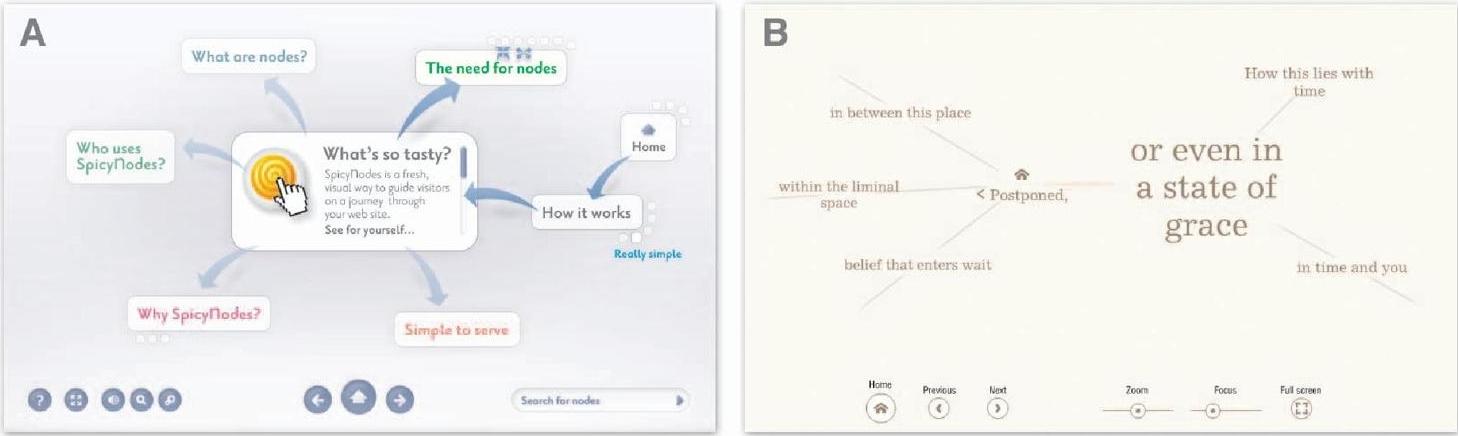 A
What are nodes?
The need for nodes
Who uses
SpicyNodes?
What's so tasty?
SpicyNodes is a fresh,
visual way to guide visitors
on a journey through
your web site.
See for yourself...
Home
How it works
Really simple
Why SpicyNodes?
Simple to serve
?
Search for nodes
B
How this lies with
time
in between this place
or even in
a state of
grace
within the liminal
space
< Postponed,
belief that enters wait
in time and you
Home
Previous
Next
Zoom
Focus
Full screen